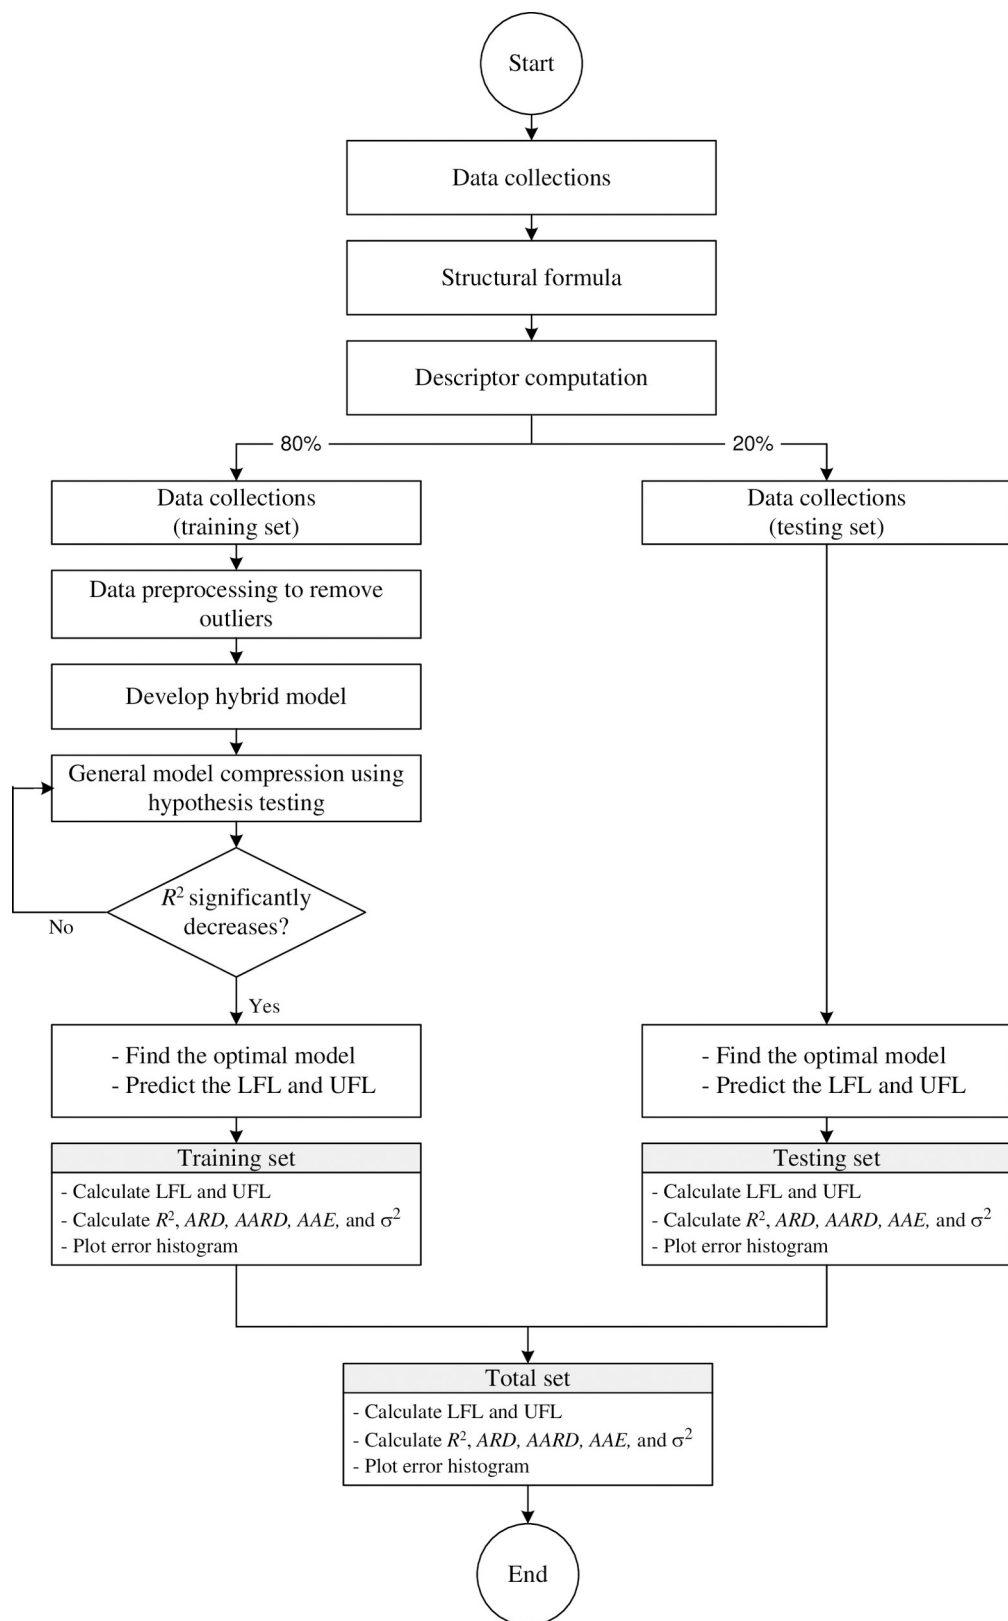 Start
Data collections
Structural formula
Descriptor computation
80%
20%
Data collections
(training set)
Data collections
(testing set)
Data preprocessing to remove
outliers
Develop hybrid model
General model compression using
hypothesis testing
R² significantly
decreases?
No
Yes
- Find the optimal model
- Predict the LFL and UFL
- Find the optimal model
- Predict the LFL and UFL
Training set
- Calculate LFL and UFL
- Calculate R², ARD, AARD, AAE, and σ²
- Plot error histogram
Testing set
- Calculate LFL and UFL
- Calculate R², ARD, AARD, AAE, and σ²
- Plot error histogram
Total set
- Calculate LFL and UFL
- Calculate R², ARD, AARD, AAE, and σ²
- Plot error histogram
End